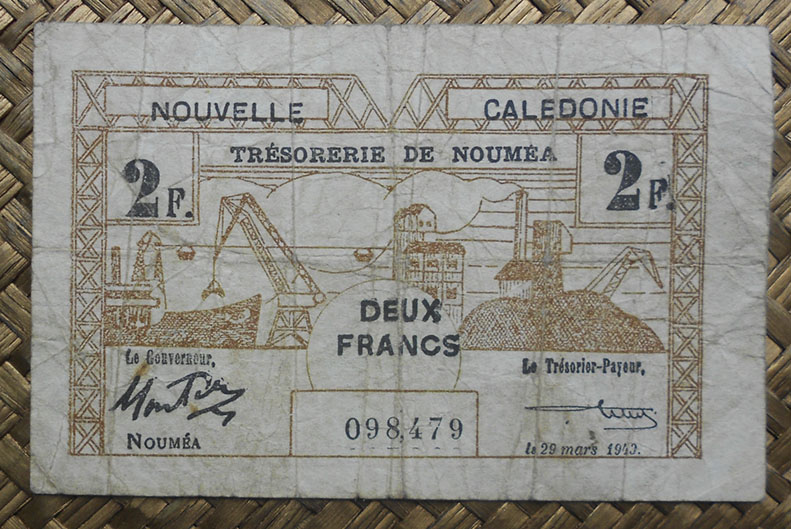 NOUVELLE CALEDONIE
TRÉSORERIE DE NOUMÉA
2F. 2F.
DEUX
FRANCS
Le Gouverneur, Le Trésorier-Payeur,
098,479
NOUMÉA le 29 mars 1943.